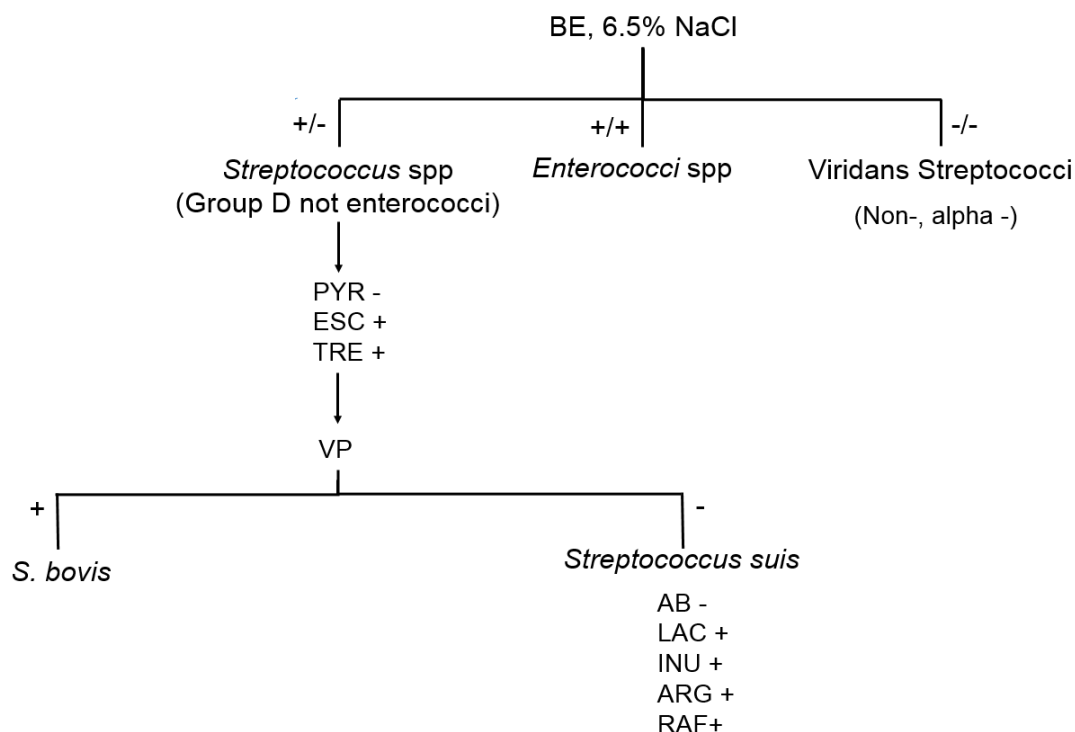 BE, 6.5% NaCl
+/-
+/+
-/-
Streptococcus spp
(Group D not enterococci)
Enterococci spp
Viridans Streptococci
(Non-, alpha -)
PYR -
ESC +
TRE +
VP
+
-
S. bovis
Streptococcus suis
AB -
LAC +
INU +
ARG +
RAF+